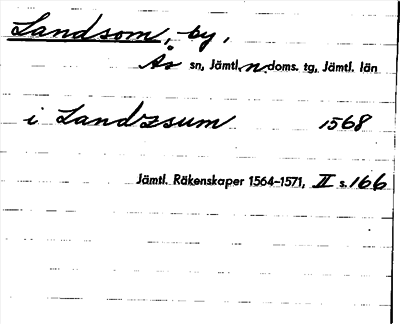 Landsom, by,
Ås sn, Jämtl. n. doms. tg, Jämtl. län
i Landzsum 1568
Jämtl. Räkenskaper 1564-1571, II s. 166